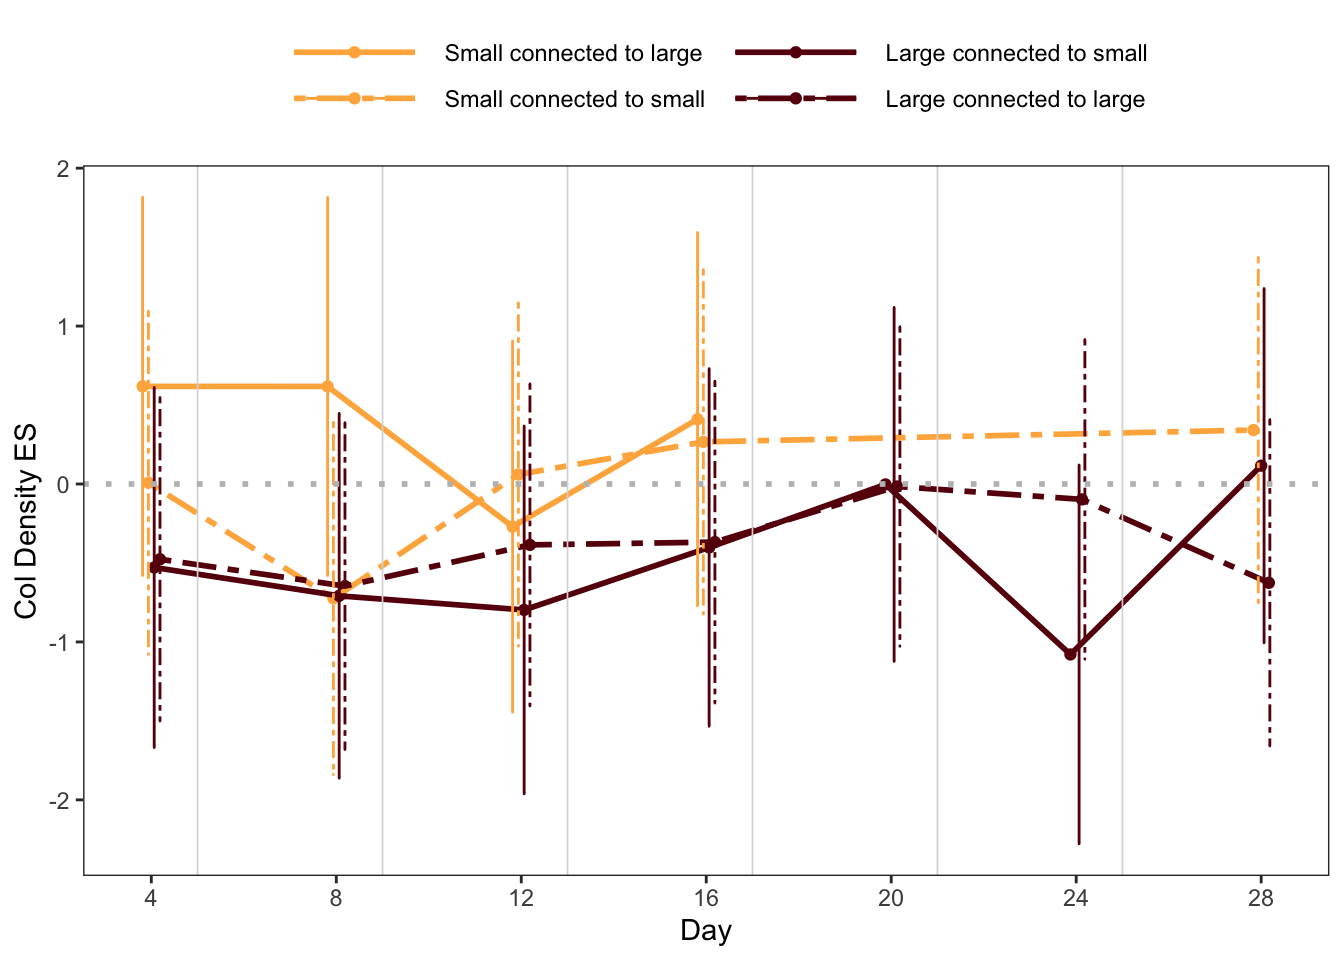 Small connected to large
Large connected to small
Small connected to small
Large connected to large
2
1
0
-1
-2
Col Density ES
4 8 12 16 20 24 28
Day